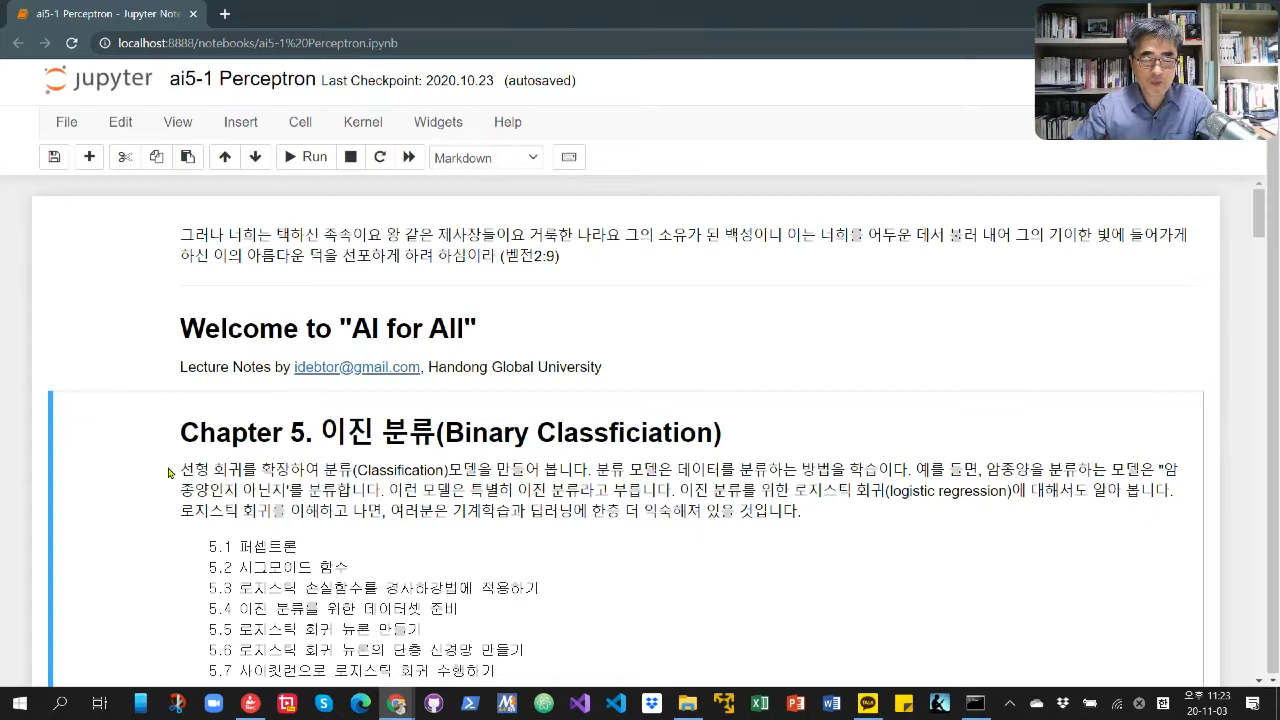 ai5-1 Perceptron - Jupyter Note
localhost:8888/notebooks/ai5-1%20Perceptron.ipynb
jupyter ai5-1 Perceptron Last Checkpoint: 2020.10.23 (autosaved)
File Edit View Insert Cell Kernel Widgets Help
Run Markdown
그러나 너희는 택하신 족속이요 왕 같은 제사장들이요 거룩한 나라요 그의 소유가 된 백성이니 이는 너희를 어두운 데서 불러 내어 그의 기이한 빛에 들어가게
하신 이의 아름다운 덕을 선포하게 하려 하심이라 (벧전2:9)
Welcome to "AI for All"
Lecture Notes by idebtor@gmail.com, Handong Global University
Chapter 5. 이진 분류(Binary Classficiation)
선형 회귀를 확장하여 분류(Classification)모델을 만들어 봅니다. 분류 모델은 데이터를 분류하는 방법을 학습이다. 예를 들면, 암종양을 분류하는 모델은 "암
종양인지 아닌지'를 분류합니다. 이런 모델은 특별히 이진 분류라고 부릅니다. 이진 분류를 위한 로지스틱 회귀(logistic regression)에 대해서도 알아 봅니다.
로지스틱 회귀를 이해하고 나면, 여러분은 기계학습과 딥러닝에 한층 더 익숙해져 있을 것입니다.
5.1 퍼셉트론
5.2 시그모이드 함수
5.3 로지스틱 손실함수를 경사하강법에 적용하기
5.4 이진 분류를 위한 데이터셋 준비
5.5 로지스틱 회귀 뉴론 만들기
5.6 로지스틱 회귀 뉴론의 단층 신경망 만들기
5.7 사이킷런으로 로지스틱 회귀 수행하기
오후 11:23
20-11-03